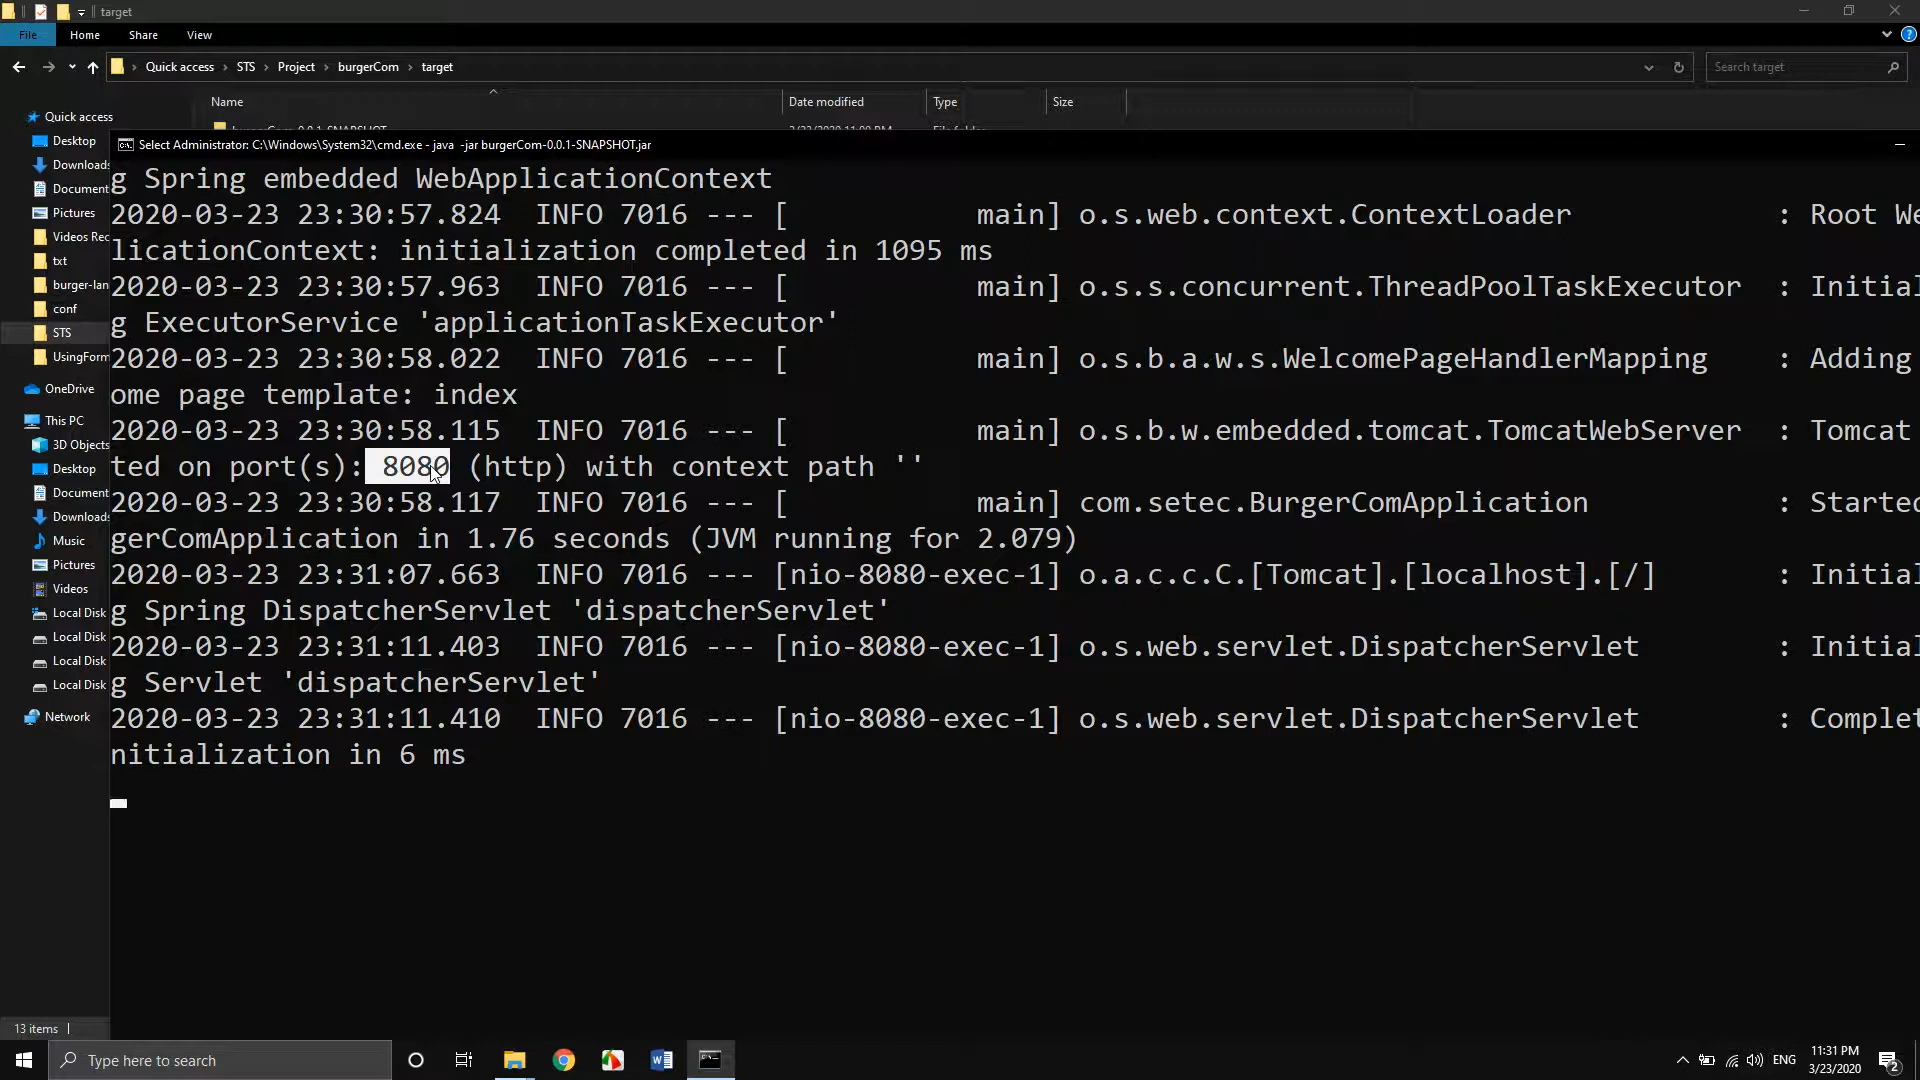 target
File Home Share View
Quick access STS Project burgerCom target
Search target
Name Date modified Type Size
Quick access
Desktop
Downloads
Document
Pictures
Videos Rec
txt
burger-lan
conf
STS
UsingForm
OneDrive
This PC
3D Objects
Desktop
Document
Downloads
Music
Pictures
Videos
Local Disk
Local Disk
Local Disk
Local Disk
Network
Select Administrator: C:\Windows\System32\cmd.exe - java -jar burgerCom-0.0.1-SNAPSHOT.jar
g Spring embedded WebApplicationContext
2020-03-23 23:30:57.824 INFO 7016 --- [ main] o.s.web.context.ContextLoader : Root We
licationContext: initialization completed in 1095 ms
2020-03-23 23:30:57.963 INFO 7016 --- [ main] o.s.s.concurrent.ThreadPoolTaskExecutor : Initial
g ExecutorService 'applicationTaskExecutor'
2020-03-23 23:30:58.022 INFO 7016 --- [ main] o.s.b.a.w.s.WelcomePageHandlerMapping : Adding
ome page template: index
2020-03-23 23:30:58.115 INFO 7016 --- [ main] o.s.b.w.embedded.tomcat.TomcatWebServer : Tomcat
ted on port(s): 8080 (http) with context path ''
2020-03-23 23:30:58.117 INFO 7016 --- [ main] com.setec.BurgerComApplication : Started
gerComApplication in 1.76 seconds (JVM running for 2.079)
2020-03-23 23:31:07.663 INFO 7016 --- [nio-8080-exec-1] o.a.c.c.C.[Tomcat].[localhost].[/] : Initial
g Spring DispatcherServlet 'dispatcherServlet'
2020-03-23 23:31:11.403 INFO 7016 --- [nio-8080-exec-1] o.s.web.servlet.DispatcherServlet : Initial
g Servlet 'dispatcherServlet'
2020-03-23 23:31:11.410 INFO 7016 --- [nio-8080-exec-1] o.s.web.servlet.DispatcherServlet : Complet
nitialization in 6 ms
13 items
Type here to search
ENG
11:31 PM
3/23/2020
2